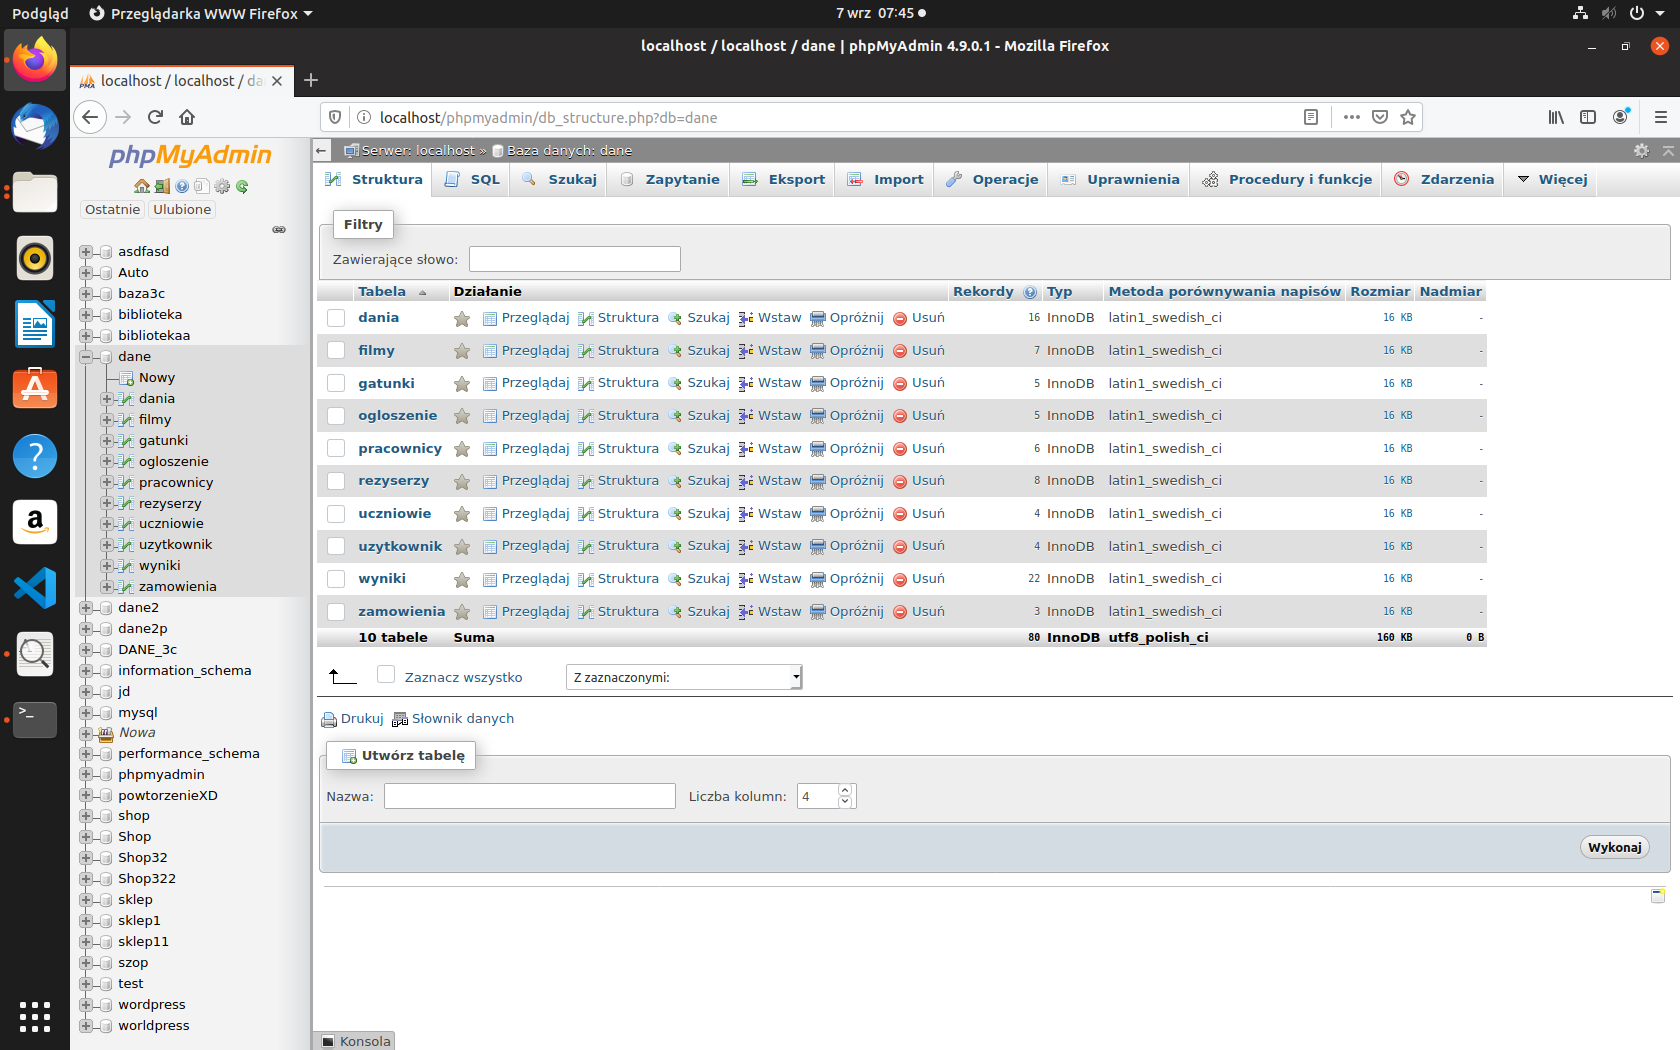 Podgląd Przeglądarka WWW Firefox 7 wrz 07:45
localhost / localhost / dane | phpMyAdmin 4.9.0.1 - Mozilla Firefox
localhost / localhost / da
localhost/phpmyadmin/db_structure.php?db=dane
phpMyAdmin
Ostatnie Ulubione
asdfasd
Auto
baza3c
biblioteka
bibliotekaa
dane
Nowy
dania
filmy
gatunki
ogloszenie
pracownicy
rezyserzy
uczniowie
uzytkownik
wyniki
zamowienia
dane2
dane2p
DANE_3c
information_schema
jd
mysql
Nowa
performance_schema
phpmyadmin
powtorzenieXD
shop
Shop
Shop32
Shop322
sklep
sklep1
sklep11
szop
test
wordpress
worldpress
Serwer: localhost » Baza danych: dane
Struktura SQL Szukaj Zapytanie Eksport Import Operacje Uprawnienia Procedury i funkcje Zdarzenia Więcej
Filtry
Zawierające słowo:
Tabela Działanie Rekordy Typ Metoda porównywania napisów Rozmiar Nadmiar
dania Przeglądaj Struktura Szukaj Wstaw Opróżnij Usuń 16 InnoDB latin1_swedish_ci 16 KB -
filmy Przeglądaj Struktura Szukaj Wstaw Opróżnij Usuń 7 InnoDB latin1_swedish_ci 16 KB -
gatunki Przeglądaj Struktura Szukaj Wstaw Opróżnij Usuń 5 InnoDB latin1_swedish_ci 16 KB -
ogloszenie Przeglądaj Struktura Szukaj Wstaw Opróżnij Usuń 5 InnoDB latin1_swedish_ci 16 KB -
pracownicy Przeglądaj Struktura Szukaj Wstaw Opróżnij Usuń 6 InnoDB latin1_swedish_ci 16 KB -
rezyserzy Przeglądaj Struktura Szukaj Wstaw Opróżnij Usuń 8 InnoDB latin1_swedish_ci 16 KB -
uczniowie Przeglądaj Struktura Szukaj Wstaw Opróżnij Usuń 4 InnoDB latin1_swedish_ci 16 KB -
uzytkownik Przeglądaj Struktura Szukaj Wstaw Opróżnij Usuń 4 InnoDB latin1_swedish_ci 16 KB -
wyniki Przeglądaj Struktura Szukaj Wstaw Opróżnij Usuń 22 InnoDB latin1_swedish_ci 16 KB -
zamowienia Przeglądaj Struktura Szukaj Wstaw Opróżnij Usuń 3 InnoDB latin1_swedish_ci 16 KB -
10 tabele Suma 80 InnoDB utf8_polish_ci 160 KB 0 B
Zaznacz wszystko Z zaznaczonymi:
Drukuj Słownik danych
Utwórz tabelę
Nazwa: Liczba kolumn: 4
Wykonaj
Konsola